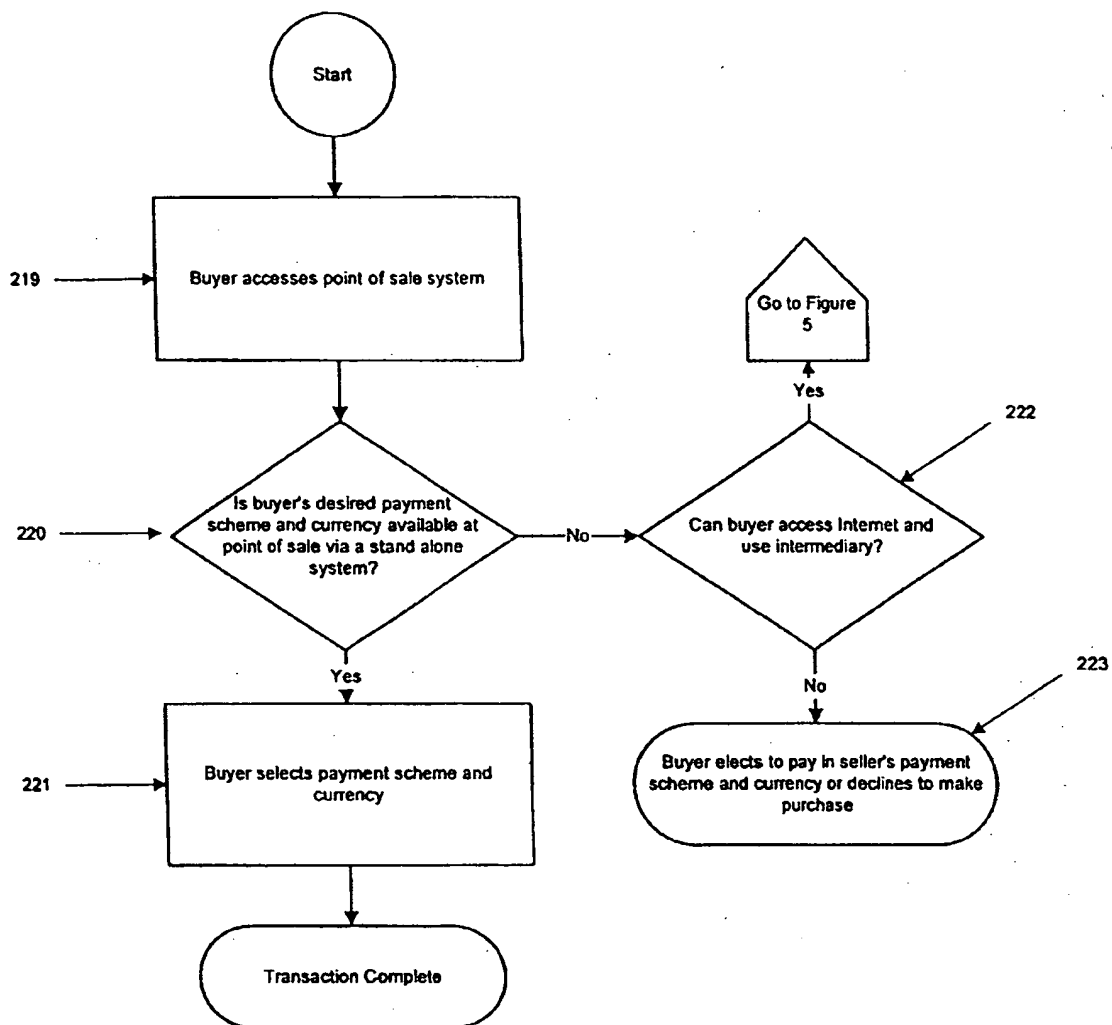 Start
219
Buyer accesses point of sale system
Go to Figure
5
Yes
222
220
Is buyer's desired payment
scheme and currency available at
point of sale via a stand alone
system?
No
Can buyer access Internet and
use intermediary?
Yes
No
223
221
Buyer selects payment scheme and
currency
Buyer elects to pay in seller's payment
scheme and currency or declines to make
purchase
Transaction Complete